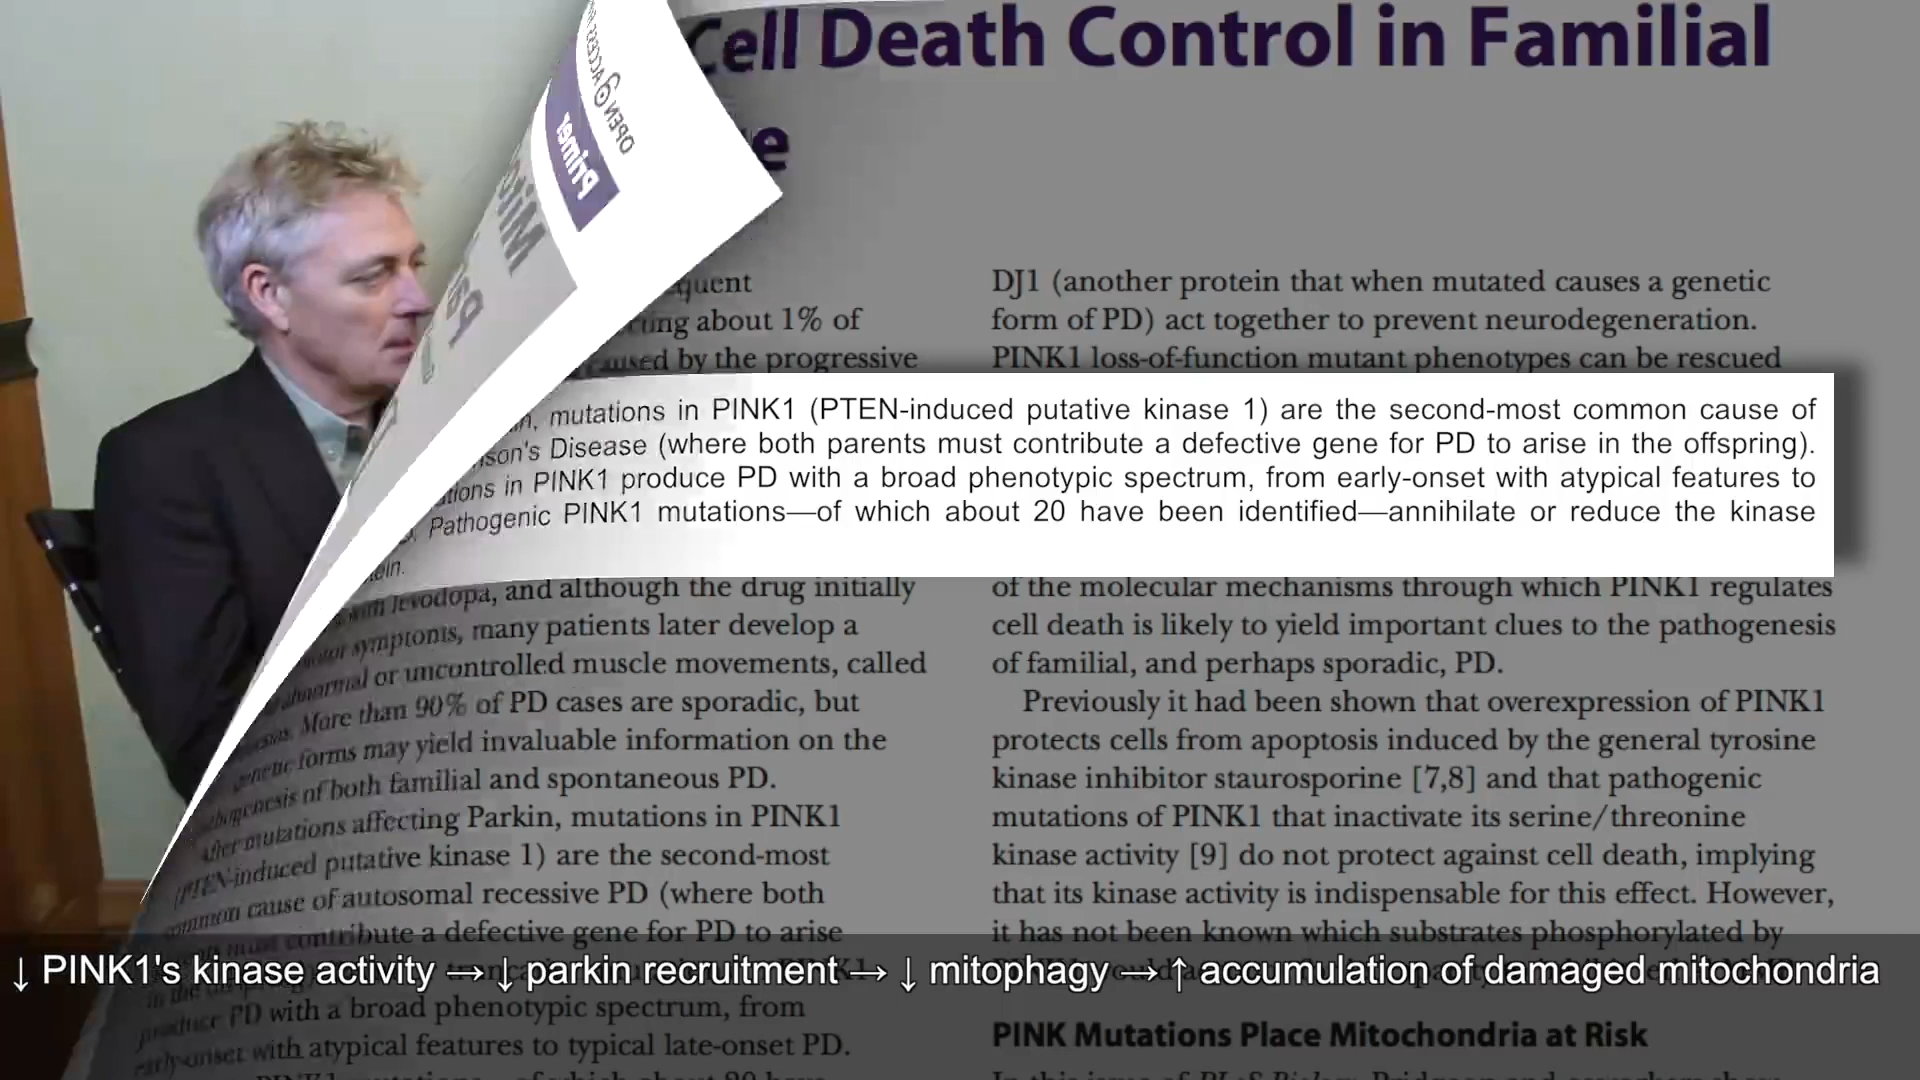 Cell Death Control in Familial
e
OPEN ACCESS
Primer
quent
about 1% of
by the progressive
DJ1 (another protein that when mutated causes a genetic
form of PD) act together to prevent neurodegeneration.
PINK1 loss-of-function mutant phenotypes can be rescued
mutations in PINK1 (PTEN-induced putative kinase 1) are the second-most common cause of
son's Disease (where both parents must contribute a defective gene for PD to arise in the offspring).
tions in PINK1 produce PD with a broad phenotypic spectrum, from early-onset with atypical features to
Pathogenic PINK1 mutations—of which about 20 have been identified—annihilate or reduce the kinase
ein.
with levodopa, and although the drug initially
motor symptoms, many patients later develop a
abnormal or uncontrolled muscle movements, called
More than 90% of PD cases are sporadic, but
genetic forms may yield invaluable information on the
thogenesis of both familial and spontaneous PD.
After mutations affecting Parkin, mutations in PINK1
(PTEN-induced putative kinase 1) are the second-most
common cause of autosomal recessive PD (where both
must contribute a defective gene for PD to arise
in the
produce PD with a broad phenotypic spectrum, from
early-onset with atypical features to typical late-onset PD.
of the molecular mechanisms through which PINK1 regulates
cell death is likely to yield important clues to the pathogenesis
of familial, and perhaps sporadic, PD.
Previously it had been shown that overexpression of PINK1
protects cells from apoptosis induced by the general tyrosine
kinase inhibitor staurosporine [7,8] and that pathogenic
mutations of PINK1 that inactivate its serine/threonine
kinase activity [9] do not protect against cell death, implying
that its kinase activity is indispensable for this effect. However,
it has not been known which substrates phosphorylated by
PINK Mutations Place Mitochondria at Risk
↓ PINK1's kinase activity → ↓ parkin recruitment → ↓ mitophagy → ↑ accumulation of damaged mitochondria